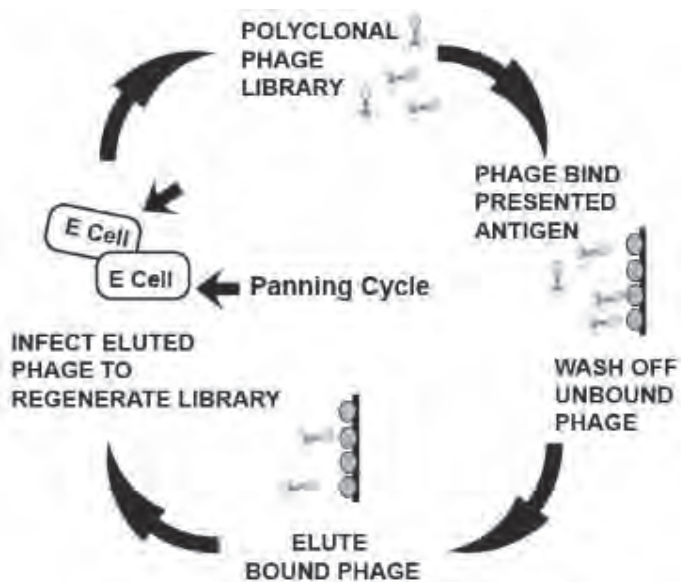 POLYCLONAL
PHAGE
LIBRARY
PHAGE BIND
PRESENTED
ANTIGEN
WASH OFF
UNBOUND
PHAGE
ELUTE
BOUND PHAGE
INFECT ELUTED
PHAGE TO
REGENERATE LIBRARY
E Cell
E Cell
Panning Cycle